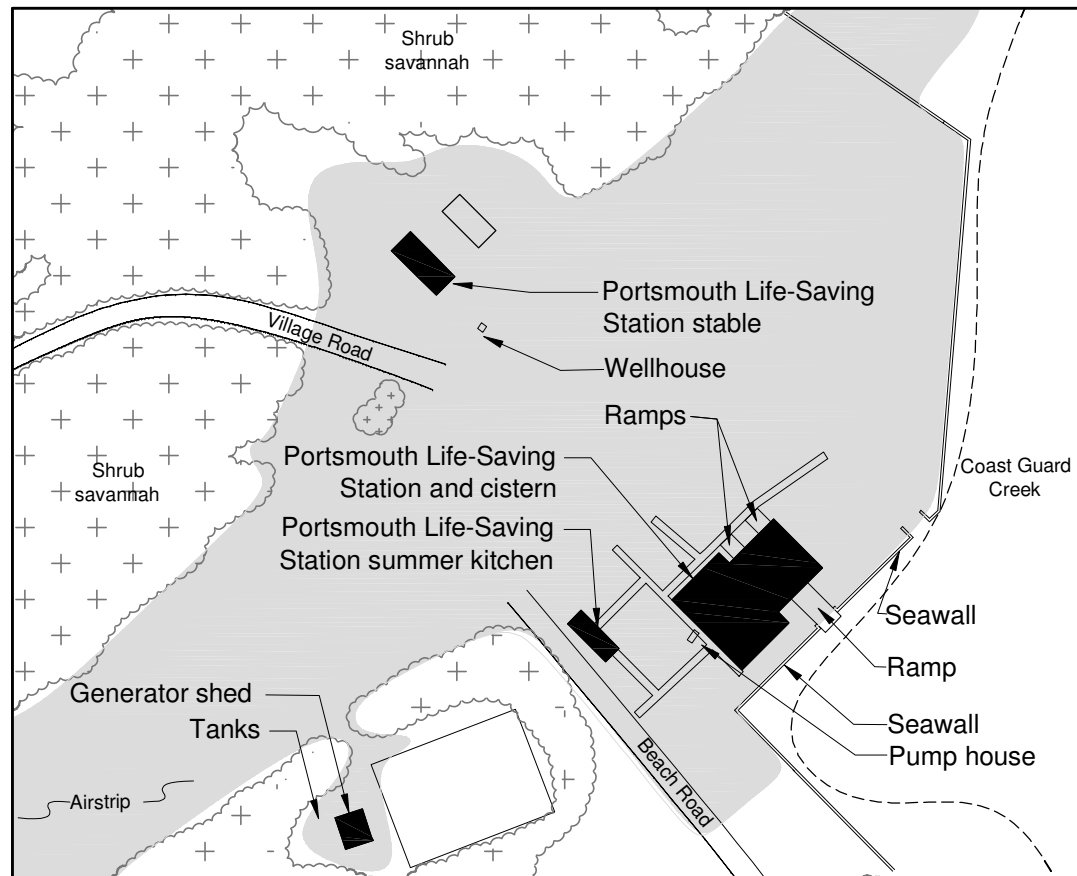 Shrub
savannah
Portsmouth Life-Saving
Station stable
Village Road
Wellhouse
Ramps
Portsmouth Life-Saving
Station and cistern
Shrub
savannah
Coast Guard
Creek
Portsmouth Life-Saving
Station summer kitchen
Seawall
Ramp
Generator shed
Tanks
Seawall
Pump house
Beach Road
Airstrip